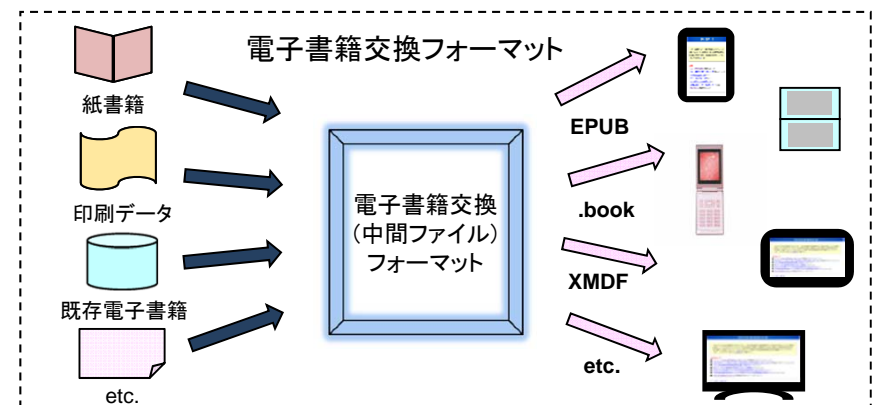 電子書籍交換フォーマット
紙書籍
印刷データ
既存電子書籍
etc.
電子書籍交換
（中間ファイル）
フォーマット
EPUB
.book
XMDF
etc.